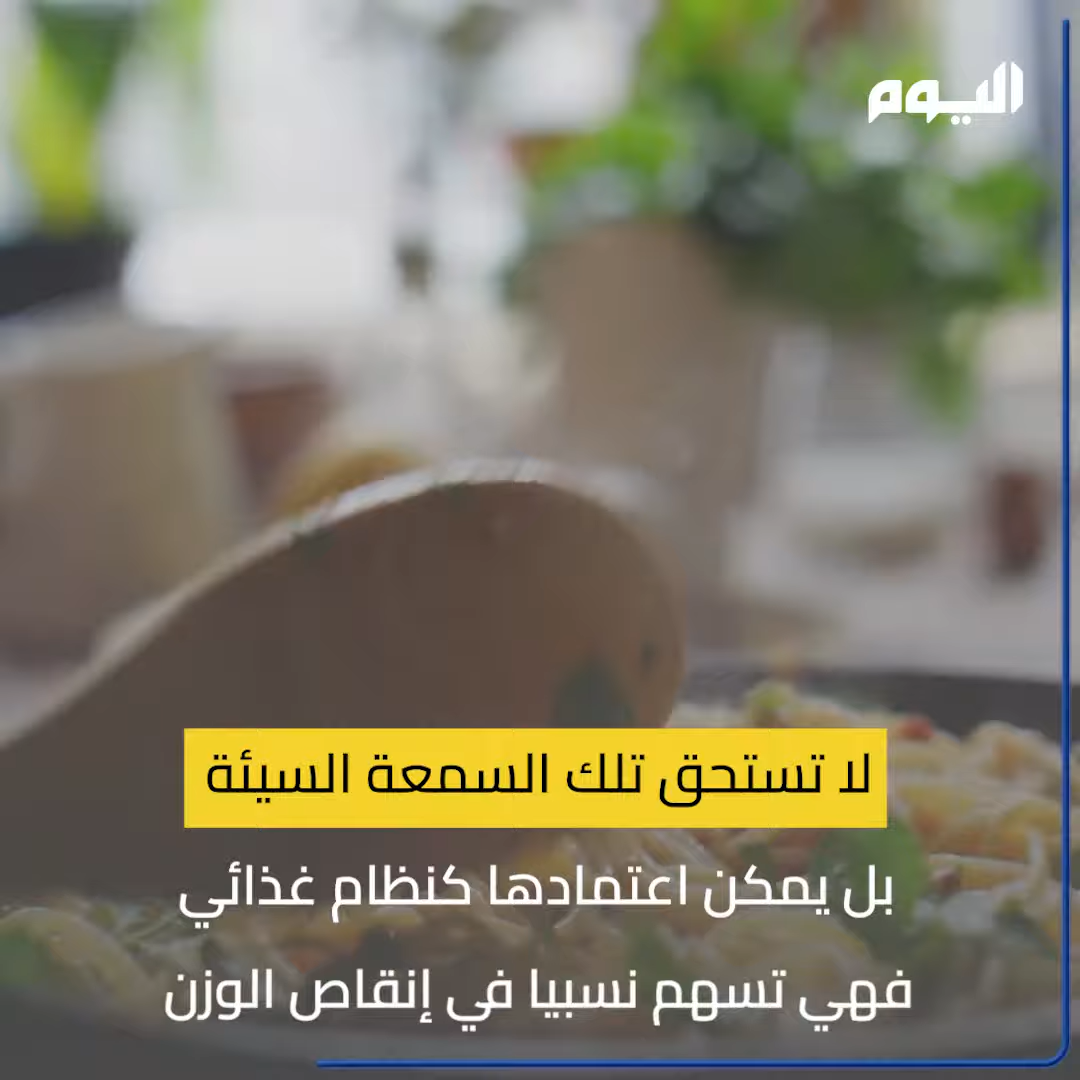 اليوم
لا تستحق تلك السمعة السيئة
بل يمكن اعتمادها كنظام غذائي
فهي تسهم نسبيا في إنقاص الوزن